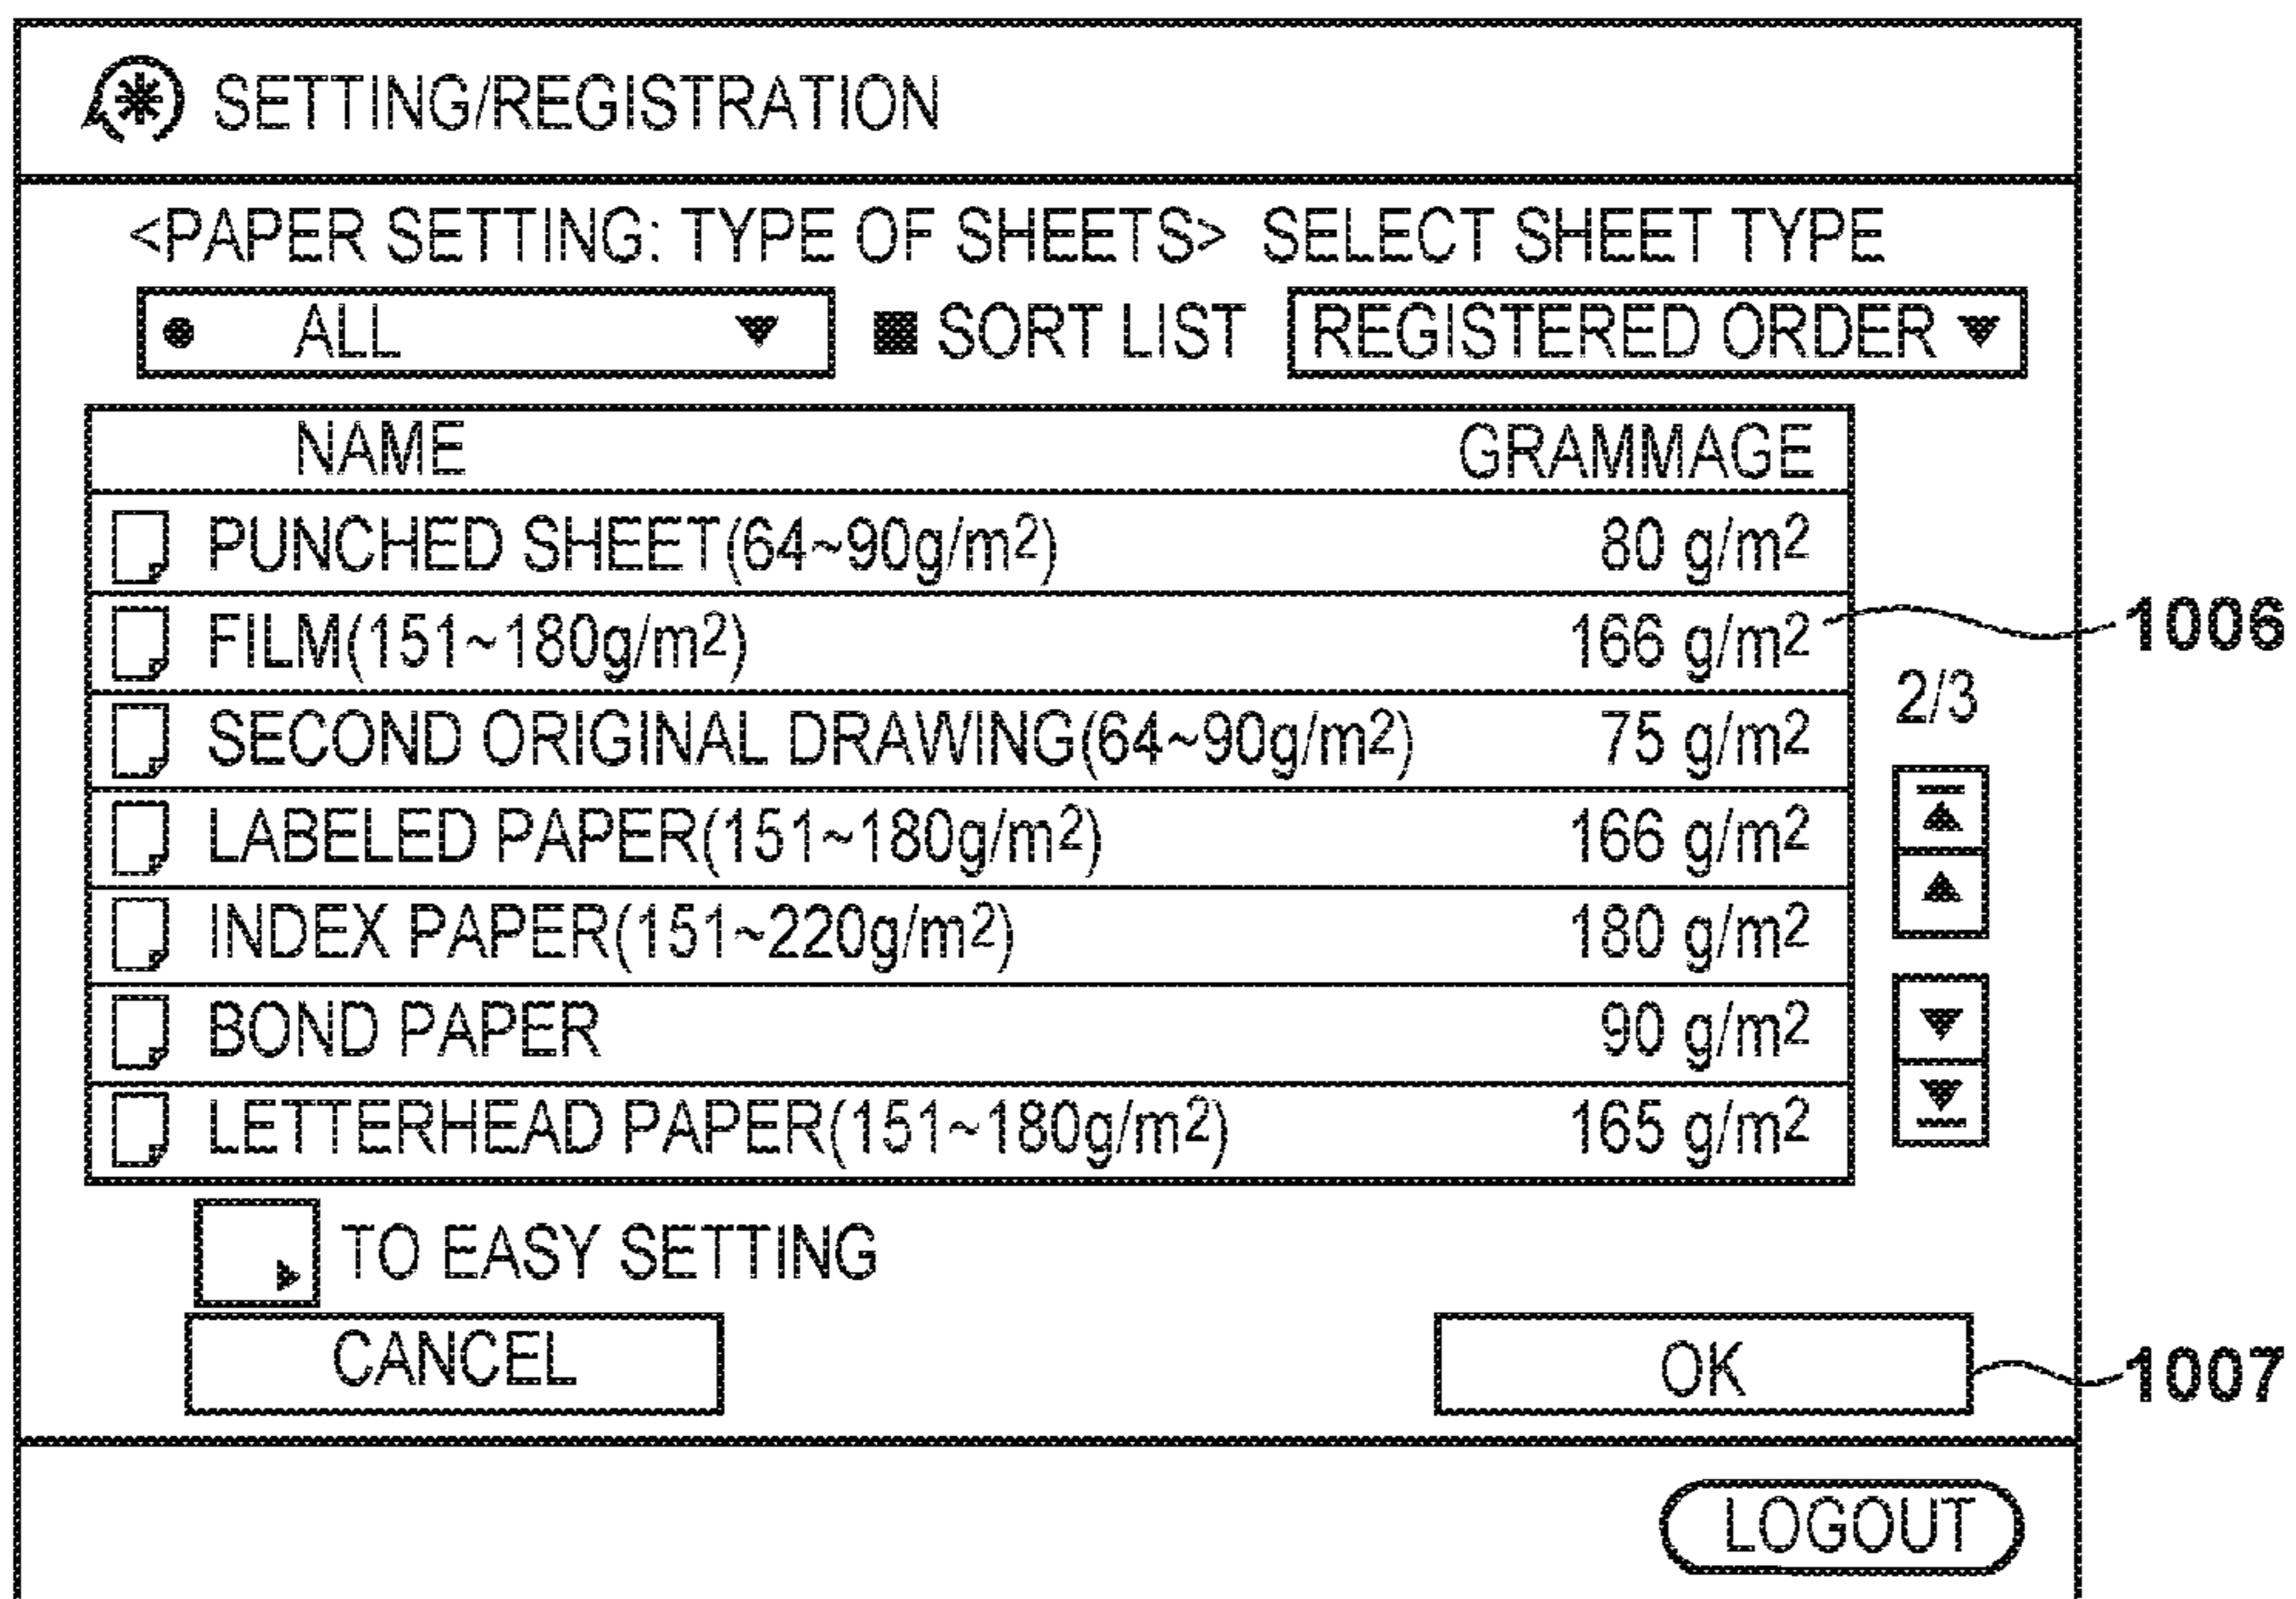 SETTING/REGISTRATION
<PAPER SETTING: TYPE OF SHEETS> SELECT SHEET TYPE
ALL SORT LIST REGISTERED ORDER
NAME GRAMMAGE
PUNCHED SHEET(64~90g/m2) 80 g/m2
FILM(151~180g/m2) 166 g/m2
1006
SECOND ORIGINAL DRAWING(64~90g/m2) 75 g/m2
2/3
LABELED PAPER(151~180g/m2) 166 g/m2
INDEX PAPER(151~220g/m2) 180 g/m2
BOND PAPER 90 g/m2
LETTERHEAD PAPER(151~180g/m2) 165 g/m2
TO EASY SETTING
CANCEL OK
1007
LOGOUT